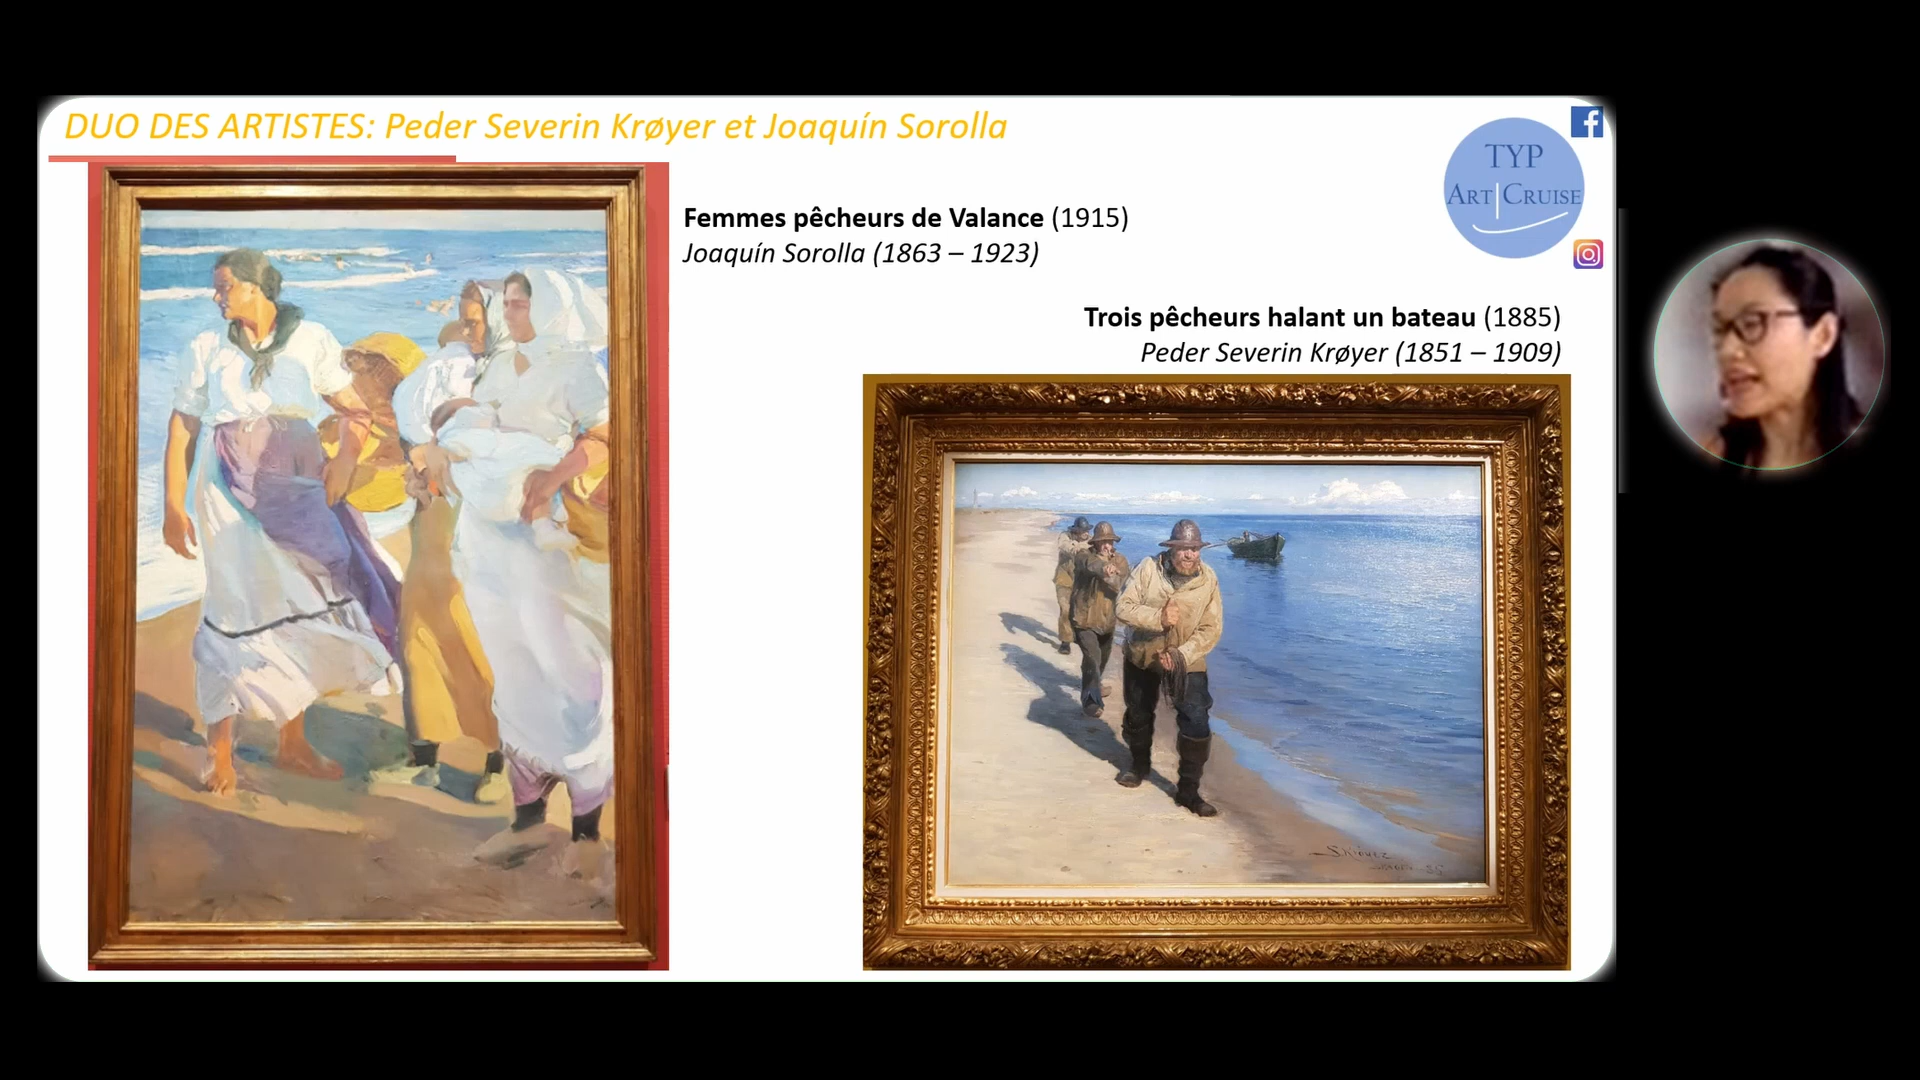 DUO DES ARTISTES: Peder Severin Krøyer et Joaquín Sorolla
TYP
ART|CRUISE
Femmes pêcheurs de Valance (1915)
Joaquín Sorolla (1863 – 1923)
Trois pêcheurs halant un bateau (1885)
Peder Severin Krøyer (1851 – 1909)